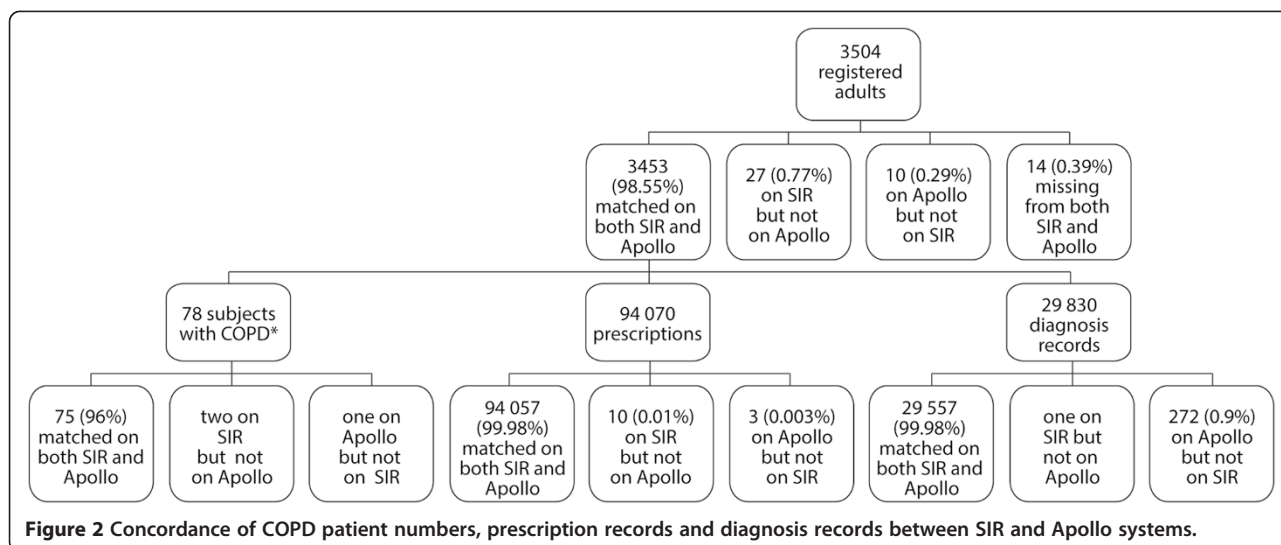 3504
registered
adults
3453
(98.55%)
matched on
both SIR and
Apollo
27 (0.77%)
on SIR
but not
on Apollo
10 (0.29%)
on Apollo
but not
on SIR
14 (0.39%)
missing
from both
SIR and
Apollo
78 subjects
with COPD*
94 070
prescriptions
29 830
diagnosis
records
75 (96%)
matched on
both SIR and
Apollo
two on
SIR
but not
on Apollo
one on
Apollo
but not
on SIR
94 057
(99.98%)
matched on
both SIR and
Apollo
10 (0.01%)
on SIR
but not
on Apollo
3 (0.003%)
on Apollo
but not
on SIR
29 557
(99.98%)
matched on
both SIR and
Apollo
one on
SIR but
not on
Apollo
272 (0.9%)
on Apollo
but not
on SIR
Figure 2 Concordance of COPD patient numbers, prescription records and diagnosis records between SIR and Apollo systems.